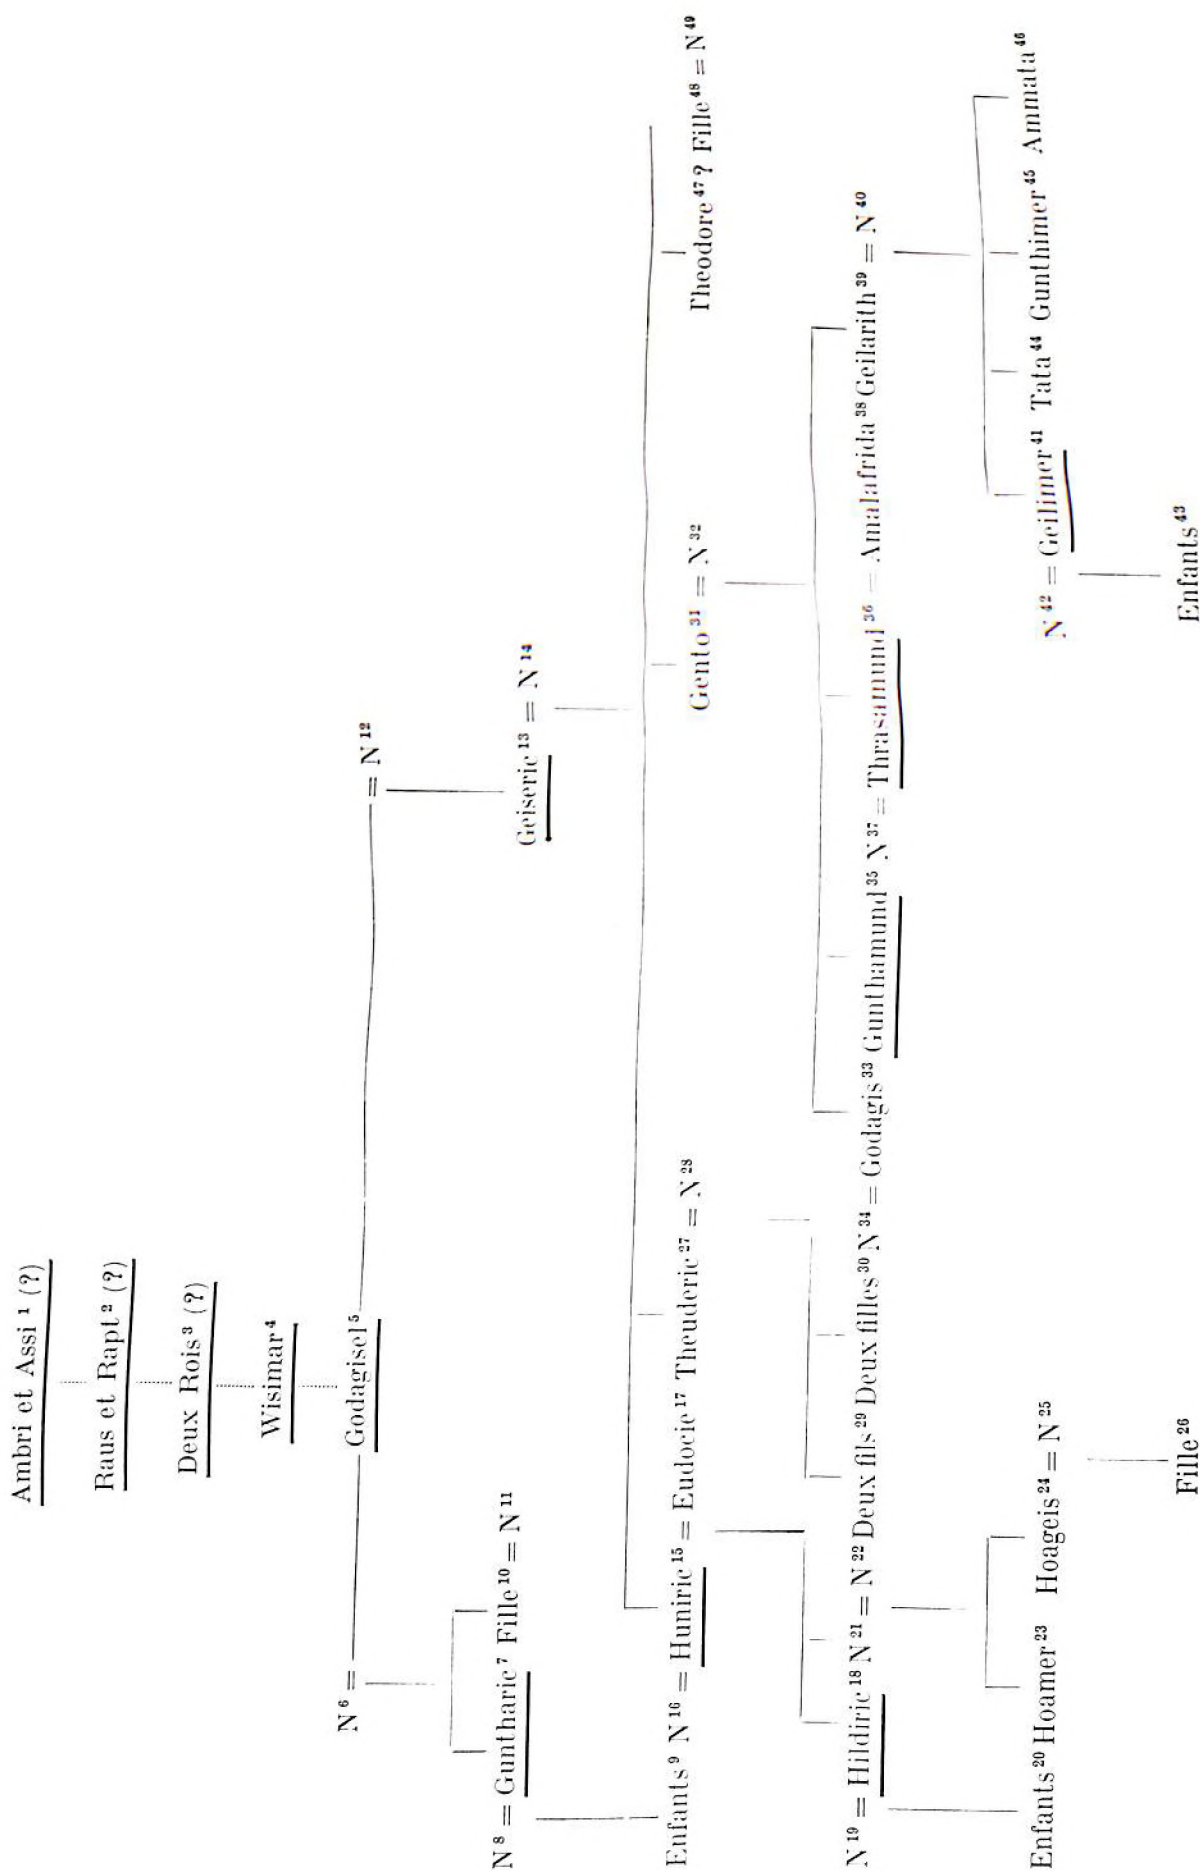 Ambri et Assi ¹ (?)
Raus et Rapt ² (?)
Deux Rois ³ (?)
Wisimar ⁴
N ⁶ = Godagisel ⁵ = N ¹²
N ⁸ = Guntharic ⁷ Fille ¹⁰ = N ¹¹ Geiseric ¹³ = N ¹⁴
Enfants ⁹ N ¹⁶ = Huniric ¹⁵ = Eudocie ¹⁷ Theuderic ²⁷ = N ²⁸ Gento ³¹ = N ³² Theodore ⁴⁷ ? Fille ⁴⁸ = N ⁴⁹
N ¹⁹ = Hildiric ¹⁸ N ²¹ = N ²² Deux fils ²⁹ Deux filles ³⁰ N ³⁴ = Godagis ³³ Gunthamund ³⁵ N ³⁷ = Thrasamund ³⁶ = Amalafrida ³⁸ Geilarith ³⁹ = N ⁴⁰
Enfants ²⁰ Hoamer ²³ Hoageis ²⁴ = N ²⁵ N ⁴² = Geilimer ⁴¹ Tata ⁴⁴ Gunthimer ⁴⁵ Ammata ⁴⁶
Fille ²⁶ Enfants ⁴³